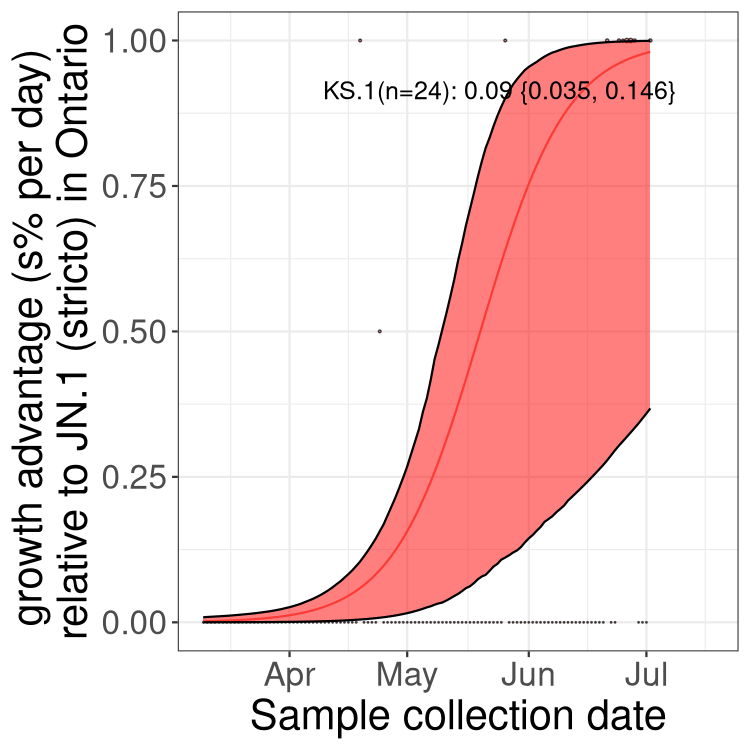 growth advantage (s% per day)
relative to JN.1 (stricto) in Ontario
1.00
0.75
0.50
0.25
0.00
KS.1(n=24): 0.09 {0.035, 0.146}
Apr
May
Jun
Jul
Sample collection date